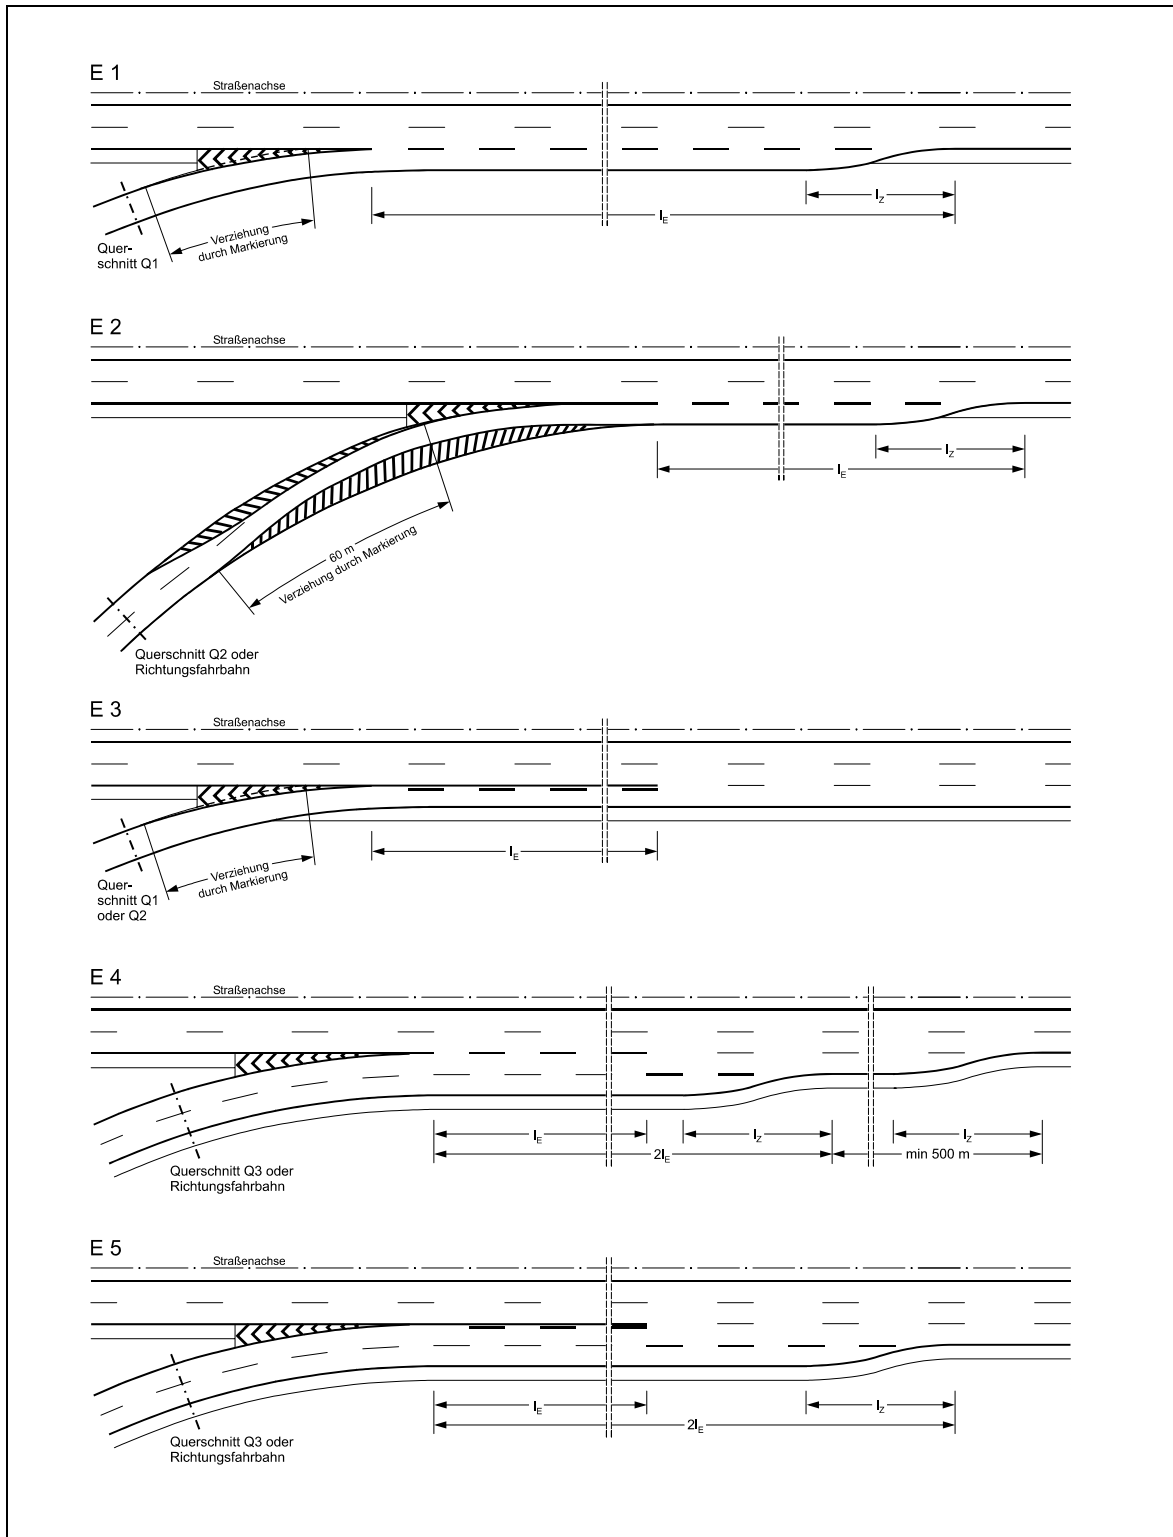 E 1
Straßenachse
l_Z
l_E
Verziehung
durch Markierung
Quer-
schnitt Q1
E 2
Straßenachse
l_Z
l_E
60 m
Verziehung durch Markierung
Querschnitt Q2 oder
Richtungsfahrbahn
E 3
Straßenachse
l_E
Verziehung
durch Markierung
Quer-
schnitt Q1
oder Q2
E 4
Straßenachse
l_E
l_Z
l_Z
2l_E
min 500 m
Querschnitt Q3 oder
Richtungsfahrbahn
E 5
Straßenachse
l_E
l_Z
2l_E
Querschnitt Q3 oder
Richtungsfahrbahn